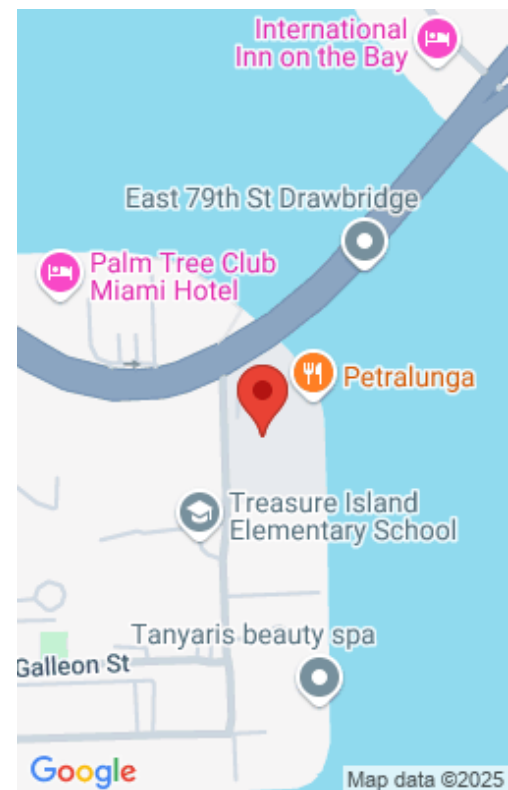 International
Inn on the Bay
East 79th St Drawbridge
Palm Tree Club
Miami Hotel
Petralunga
Treasure Island
Elementary School
Tanyaris beauty spa
Galleon St
Google
Map data ©2025